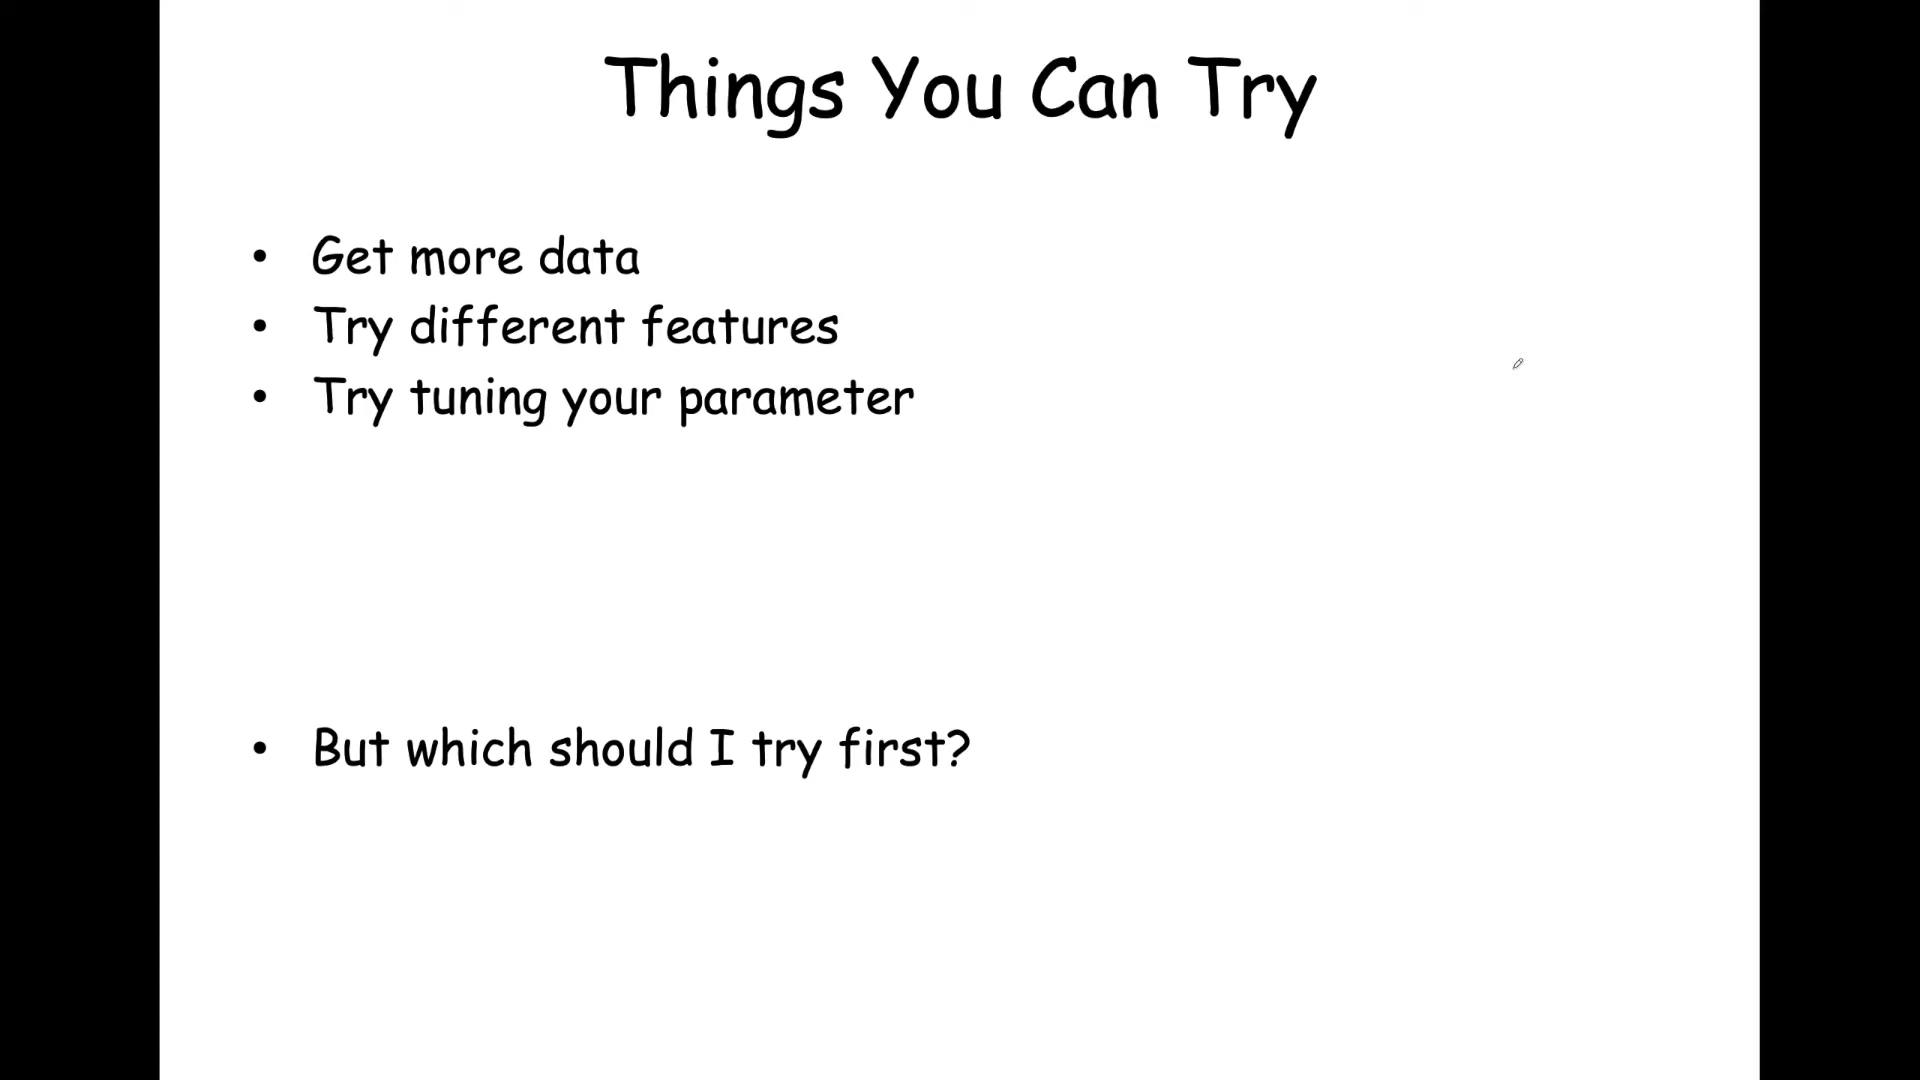 Things You Can Try
• Get more data
• Try different features
• Try tuning your parameter
• But which should I try first?